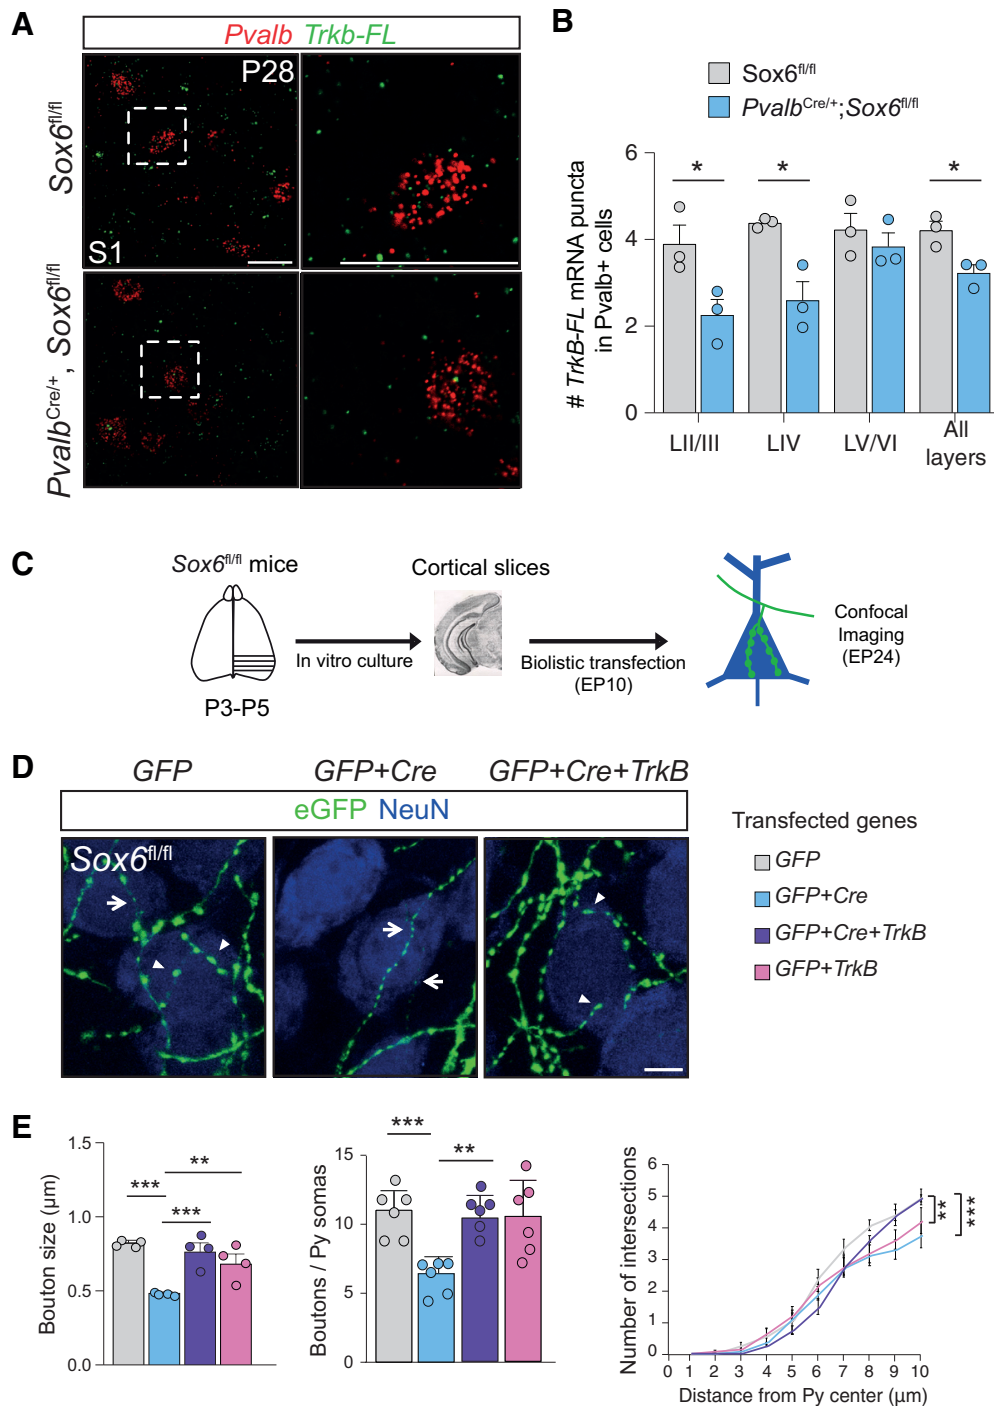 A
Pvalb Trkb-FL
P28
S1
Sox6fl/fl
PvalbCre/+, Sox6fl/fl
B
Sox6fl/fl
PvalbCre/+;Sox6fl/fl
# TrkB-FL mRNA puncta
in Pvalb+ cells
6
4
2
0
*
*
*
LII/III
LIV
LV/VI
All
layers
C
Sox6fl/fl mice
P3-P5
In vitro culture
Cortical slices
Biolistic transfection
(EP10)
Confocal
Imaging
(EP24)
D
GFP
GFP+Cre
GFP+Cre+TrkB
eGFP NeuN
Sox6fl/fl
Transfected genes
GFP
GFP+Cre
GFP+Cre+TrkB
GFP+TrkB
E
Bouton size (μm)
1.5
1.0
0.5
0.0
***
**
***
Boutons / Py somas
15
10
5
0
***
**
Number of intersections
6
5
4
3
2
1
0
0 1 2 3 4 5 6 7 8 9 10
Distance from Py center (μm)
**
***